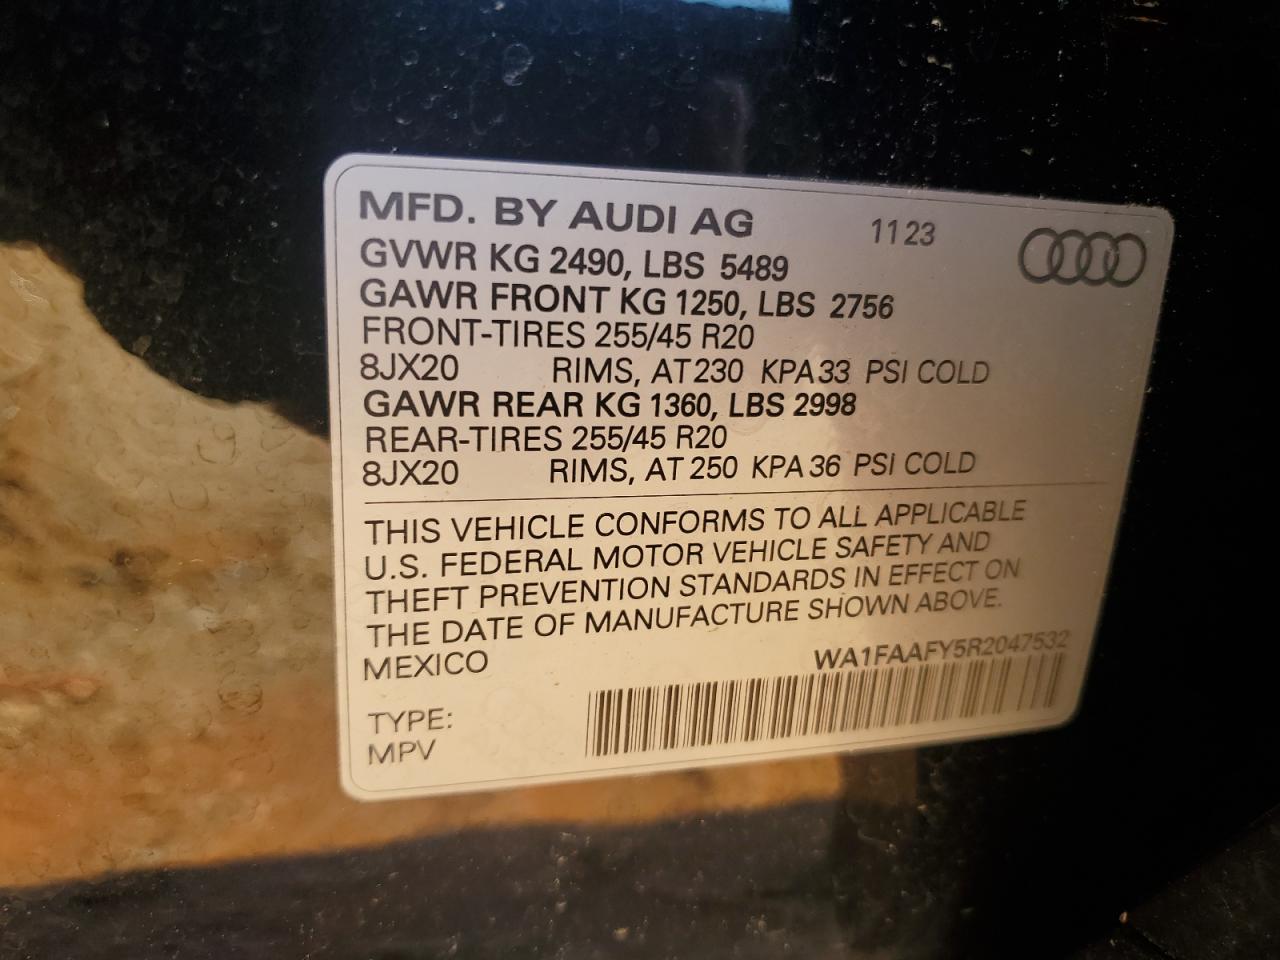 MFD. BY AUDI AG 11 23
GVWR KG 2490, LBS 5489
GAWR FRONT KG 1250, LBS 2756
FRONT-TIRES 255/45 R20
8JX20 RIMS, AT 230 KPA 33 PSI COLD
GAWR REAR KG 1360, LBS 2998
REAR-TIRES 255/45 R20
8JX20 RIMS, AT 250 KPA 36 PSI COLD
THIS VEHICLE CONFORMS TO ALL APPLICABLE
U.S. FEDERAL MOTOR VEHICLE SAFETY AND
THEFT PREVENTION STANDARDS IN EFFECT ON
THE DATE OF MANUFACTURE SHOWN ABOVE.
MEXICO WA1FAAFY5R2047532
TYPE:
MPV